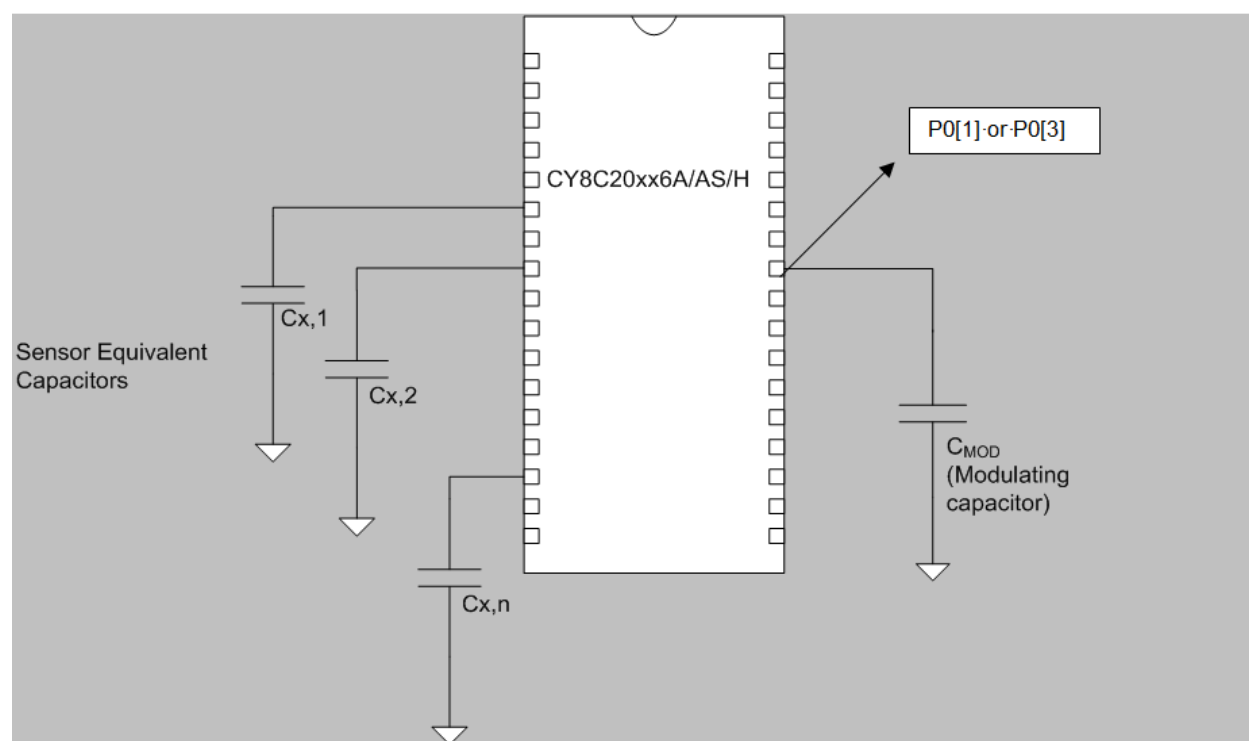 P0[1]·or·P0[3]
CY8C20xx6A/AS/H
Cx,1
Sensor Equivalent
Capacitors
Cx,2
CMOD
(Modulating
capacitor)
Cx,n